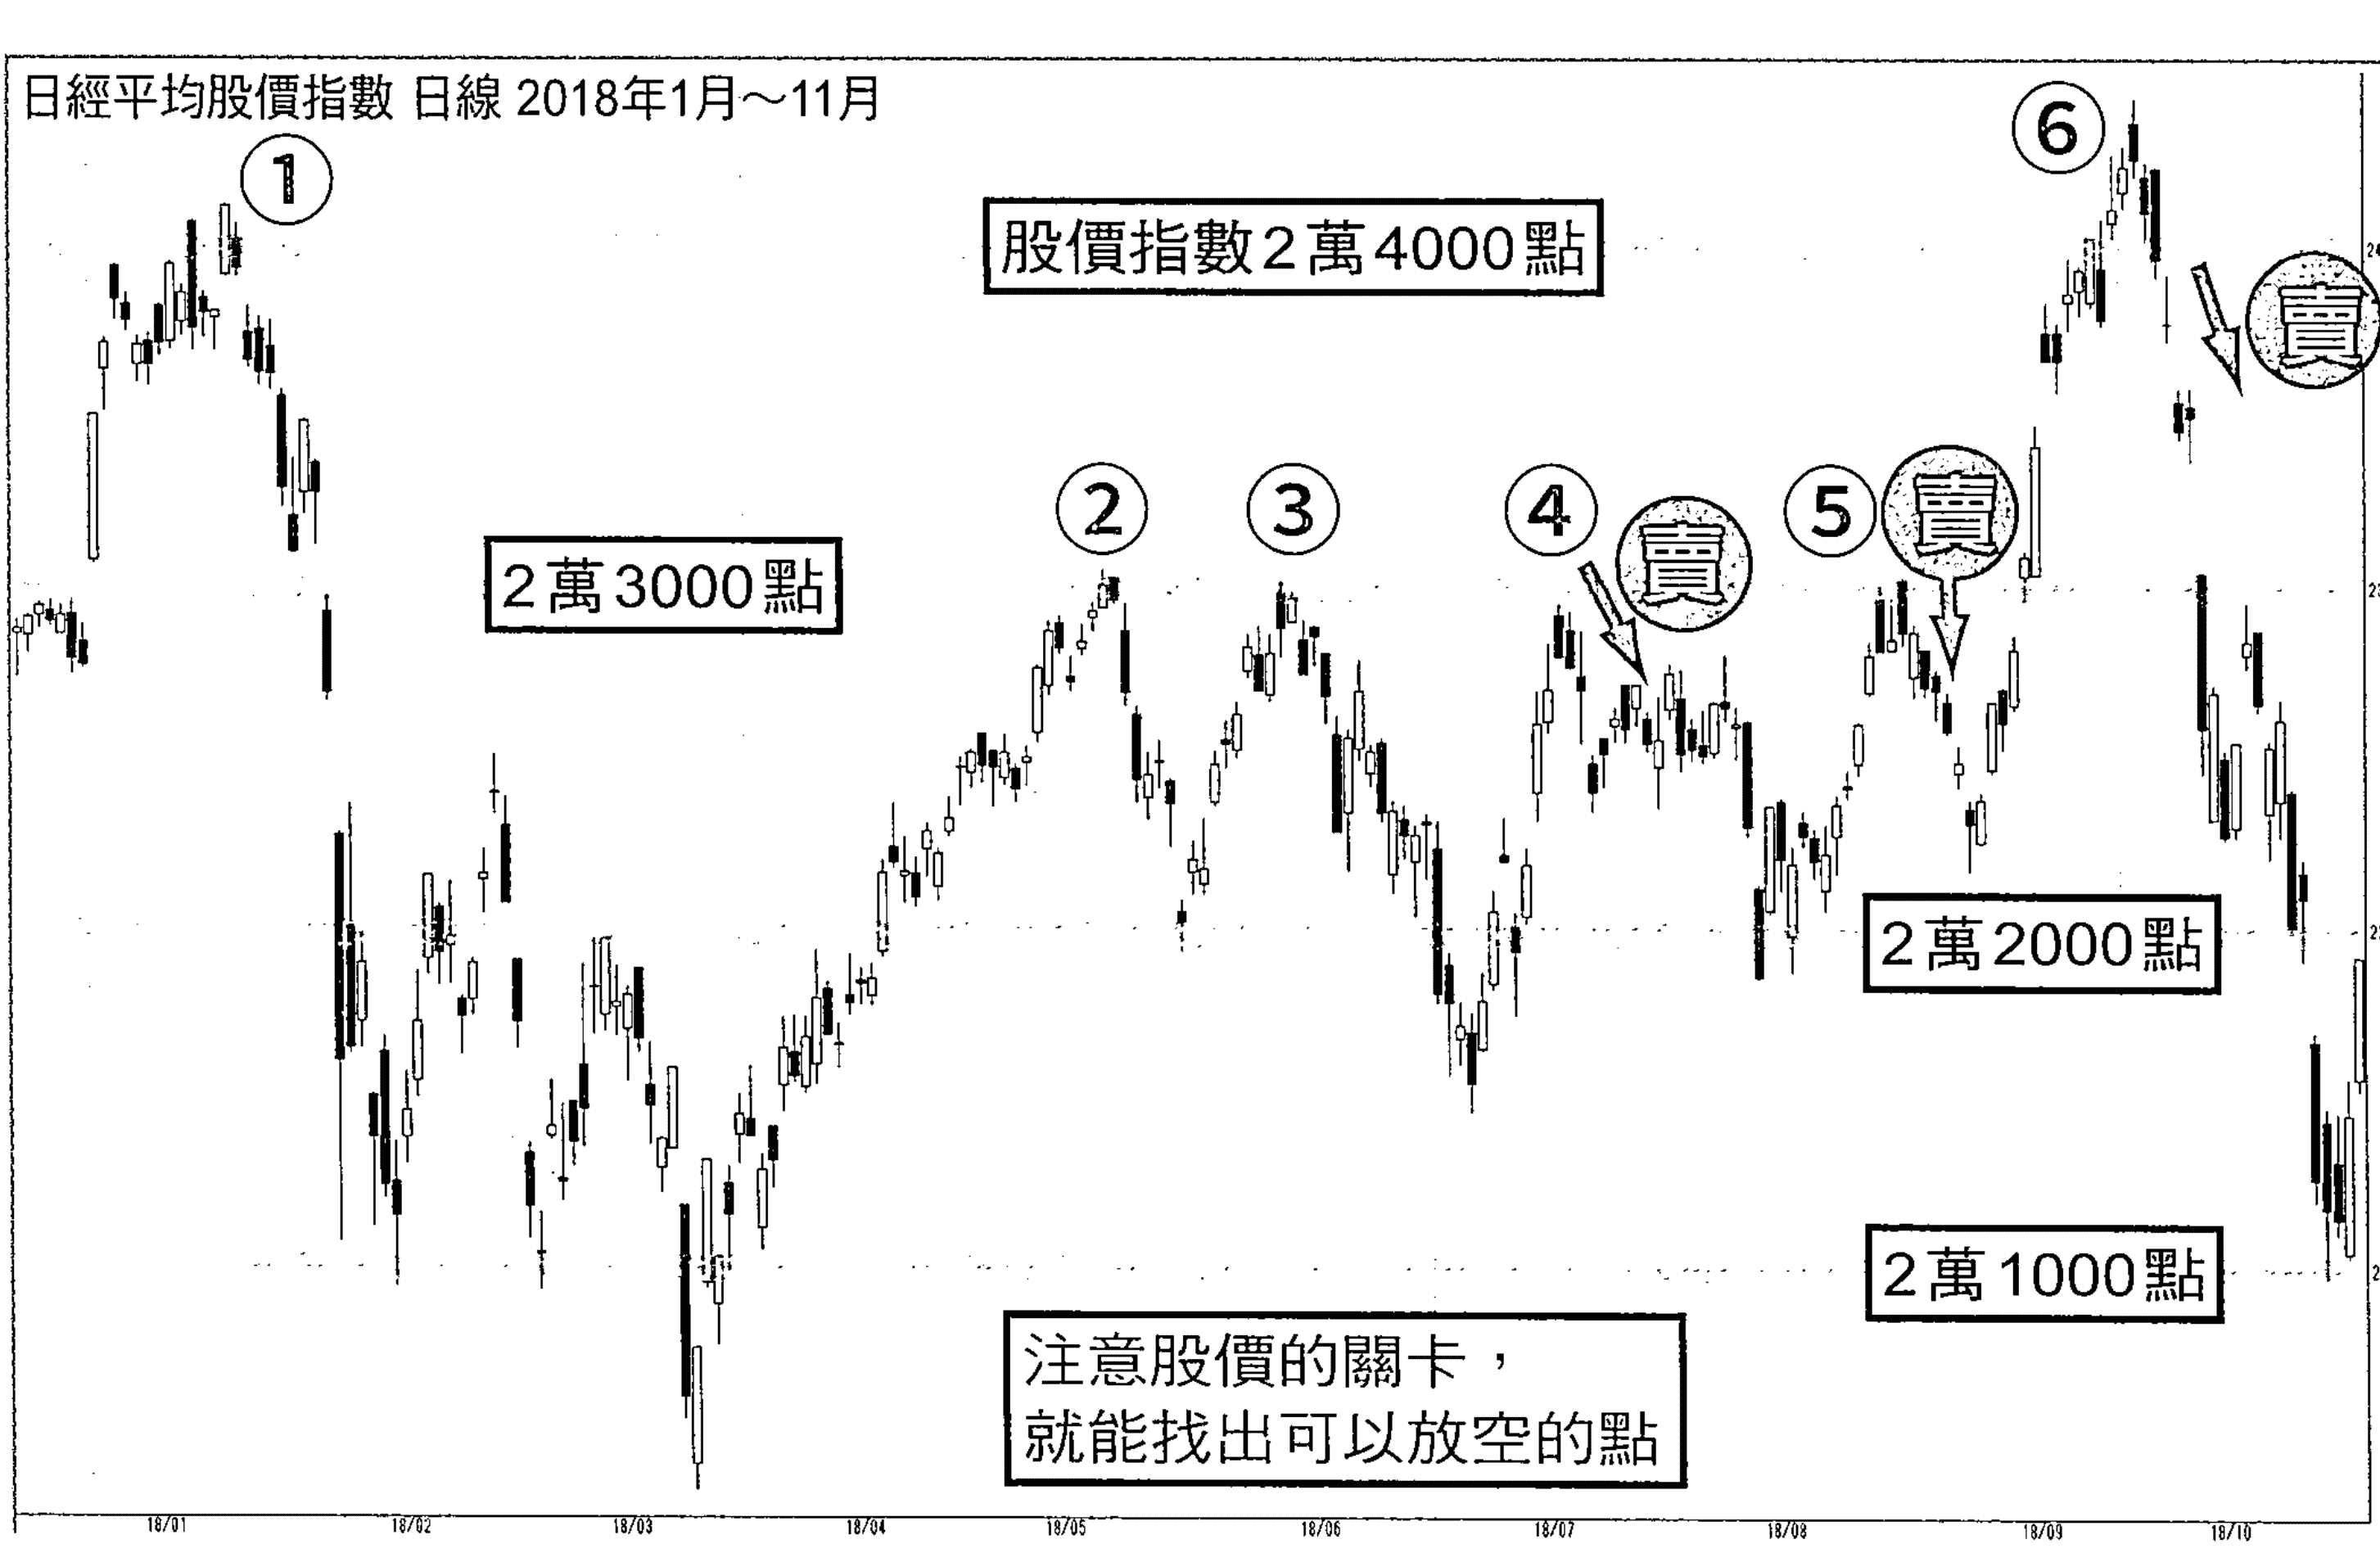 日經平均股價指數 日線 2018年1月～11月
①
⑥
股價指數2萬4000點
賣
②
③
④
⑤
賣
賣
2萬3000點
2萬2000點
2萬1000點
注意股價的關卡，
就能找出可以放空的點
18/01 18/02 18/03 18/04 18/05 18/06 18/07 18/08 18/09 18/10